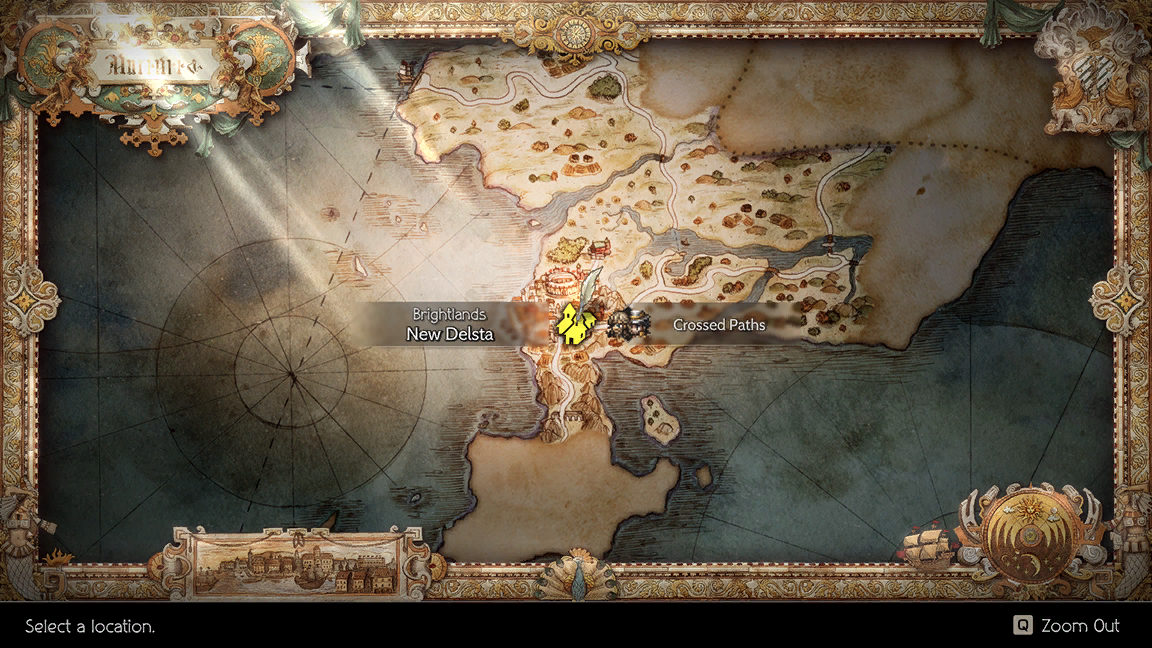 Brightlands
New Delsta
Crossed Paths
Select a location.
Q Zoom Out